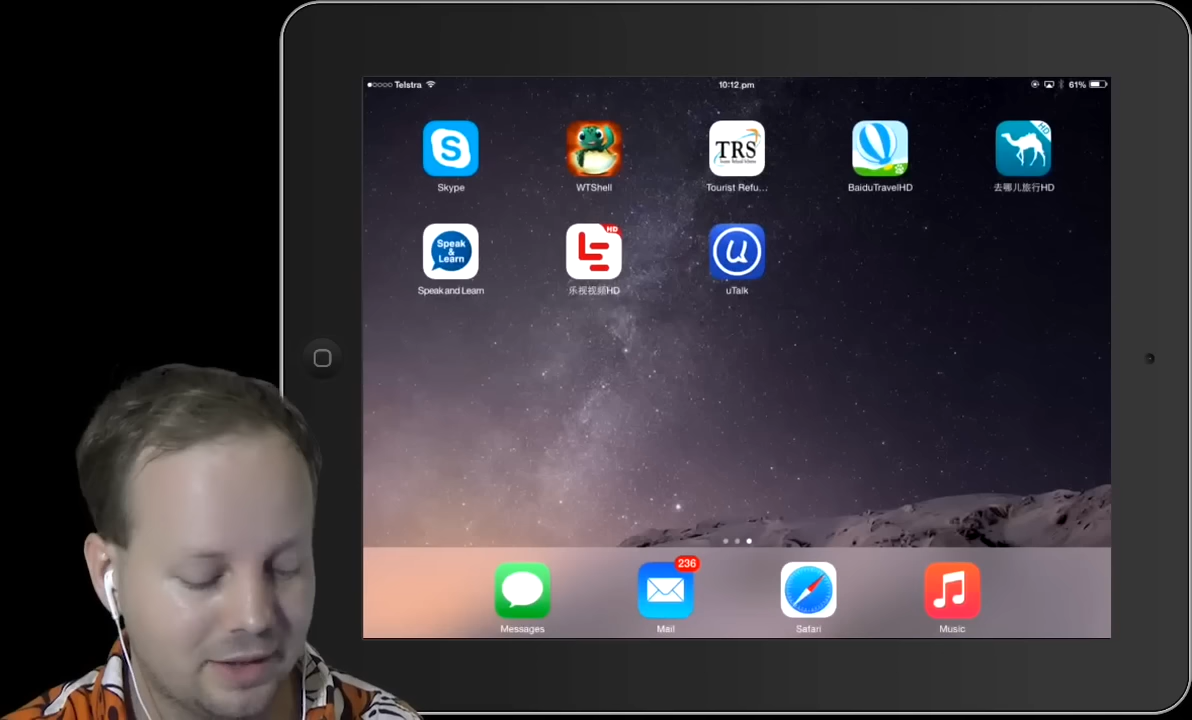 Telstra
10:12 pm
61%
S
TRS
HD
Skype
WTShell
Tourist Refu...
BaiduTravelHD
去哪儿旅行HD
Speak
&
Learn
HD
u
Speak and Learn
乐视视频HD
uTalk
236
Messages
Mail
Safari
Music